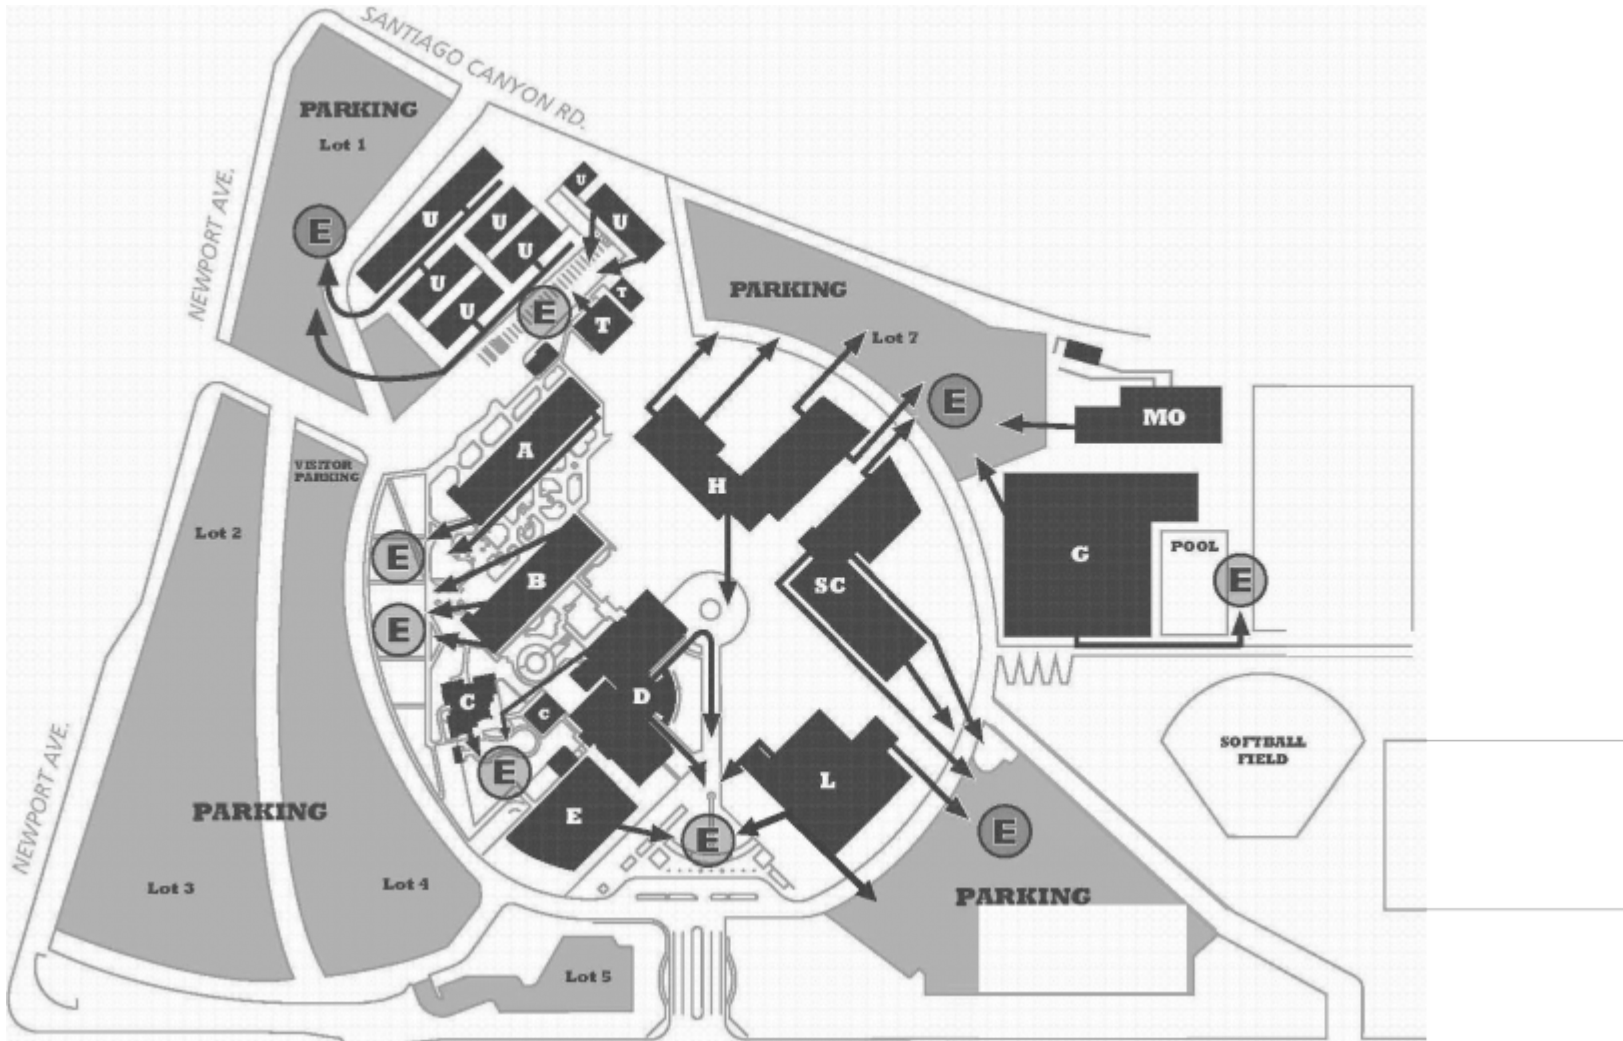 SANTIAGO CANYON RD.
PARKING
Lot 1
NEWPORT AVE.
E
U
U
U
U
U
U
U
U
E
T
T
PARKING
Lot 7
E
MO
A
H
VISITOR
PARKING
Lot 2
E
B
E
SC
G
POOL
E
C
C
D
E
E
L
E
E
SOFTBALL
FIELD
NEWPORT AVE.
PARKING
Lot 3
Lot 4
PARKING
Lot 5